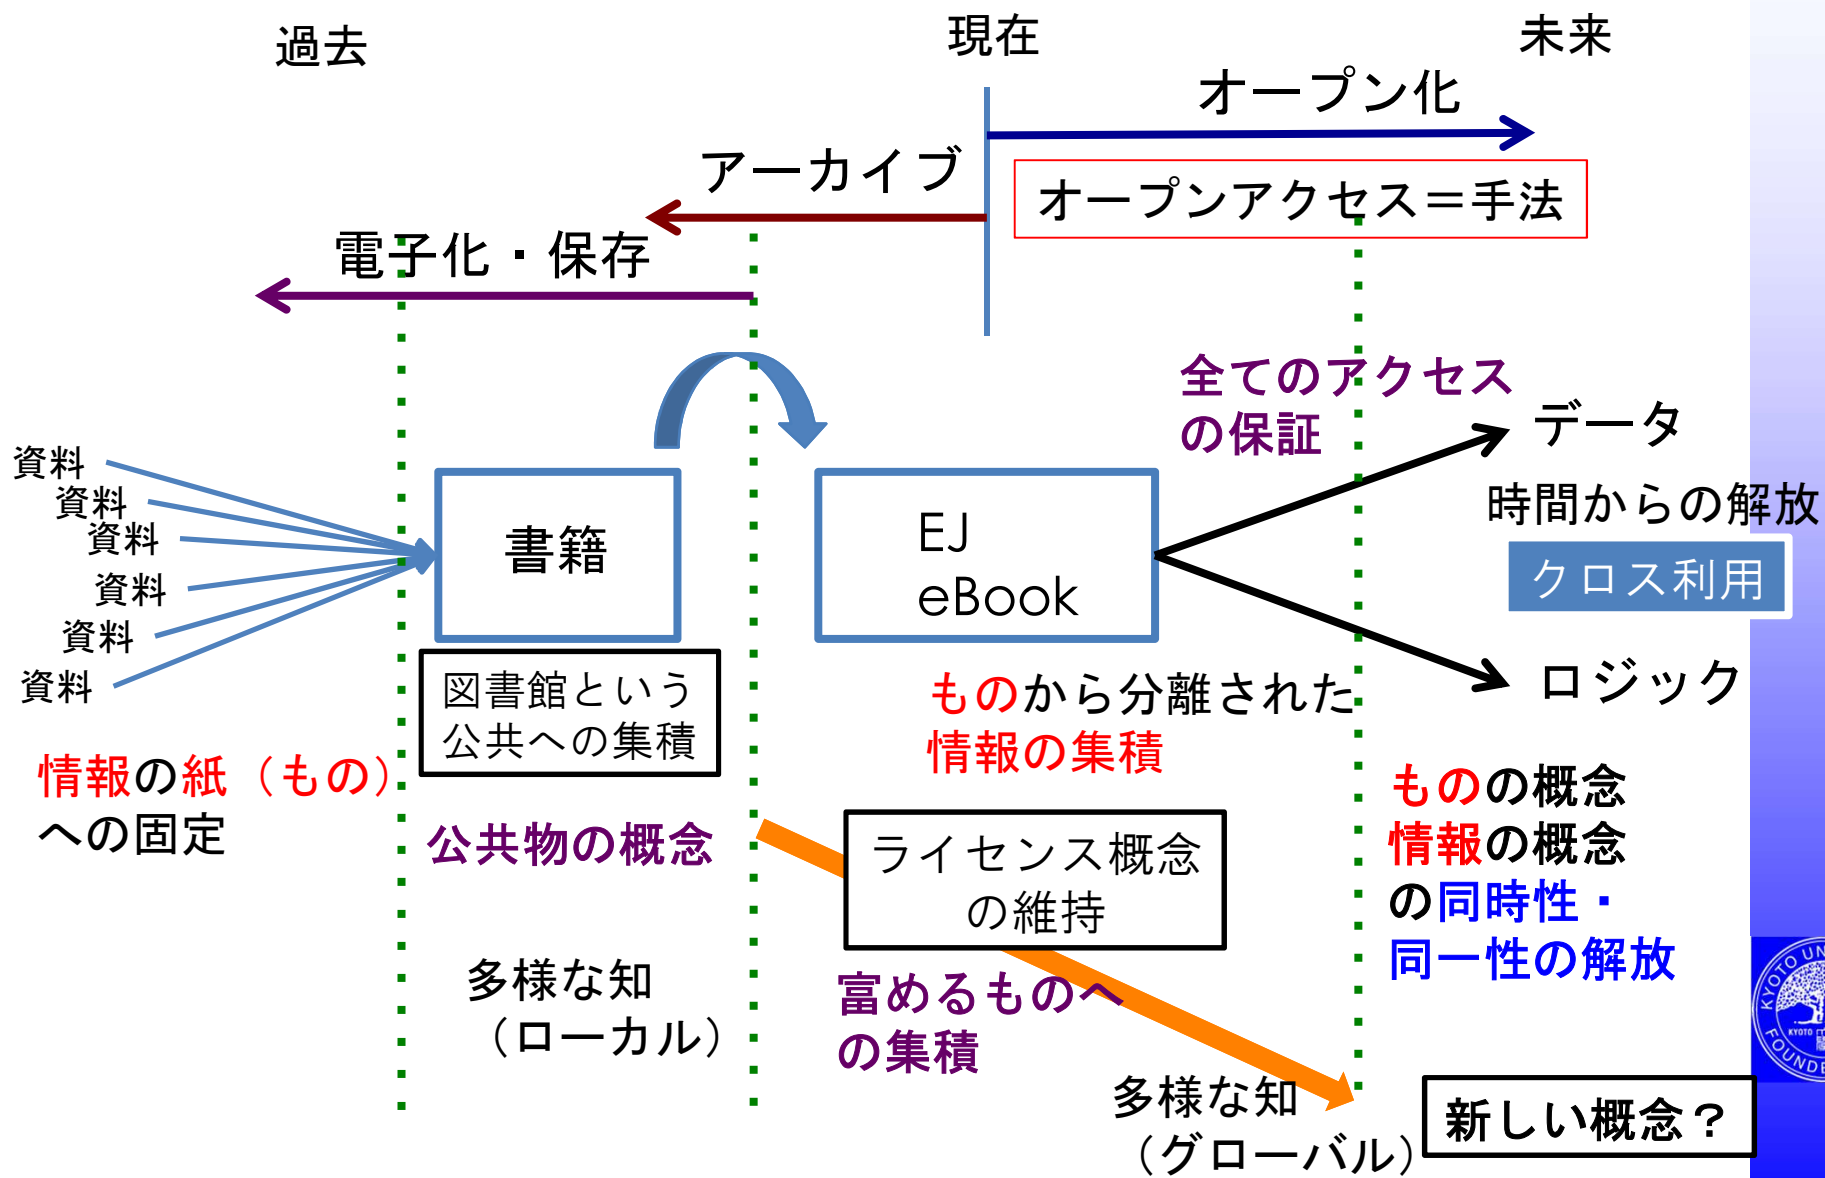 過去
現在
未来
オープン化
アーカイブ
オープンアクセス＝手法
電子化・保存
全てのアクセス
の保証
データ
時間からの解放
クロス利用
ロジック
資料
資料
資料
資料
資料
資料
書籍
EJ
eBook
図書館という
公共への集積
ものから分離された
情報の集積
情報の紙（もの）
への固定
公共物の概念
ライセンス概念
の維持
ものの概念
情報の概念
の同時性・
同一性の解放
多様な知
（ローカル）
富めるものへ
の集積
多様な知
（グローバル）
新しい概念？
KYOTO UN
KYOTO
FOUNDE